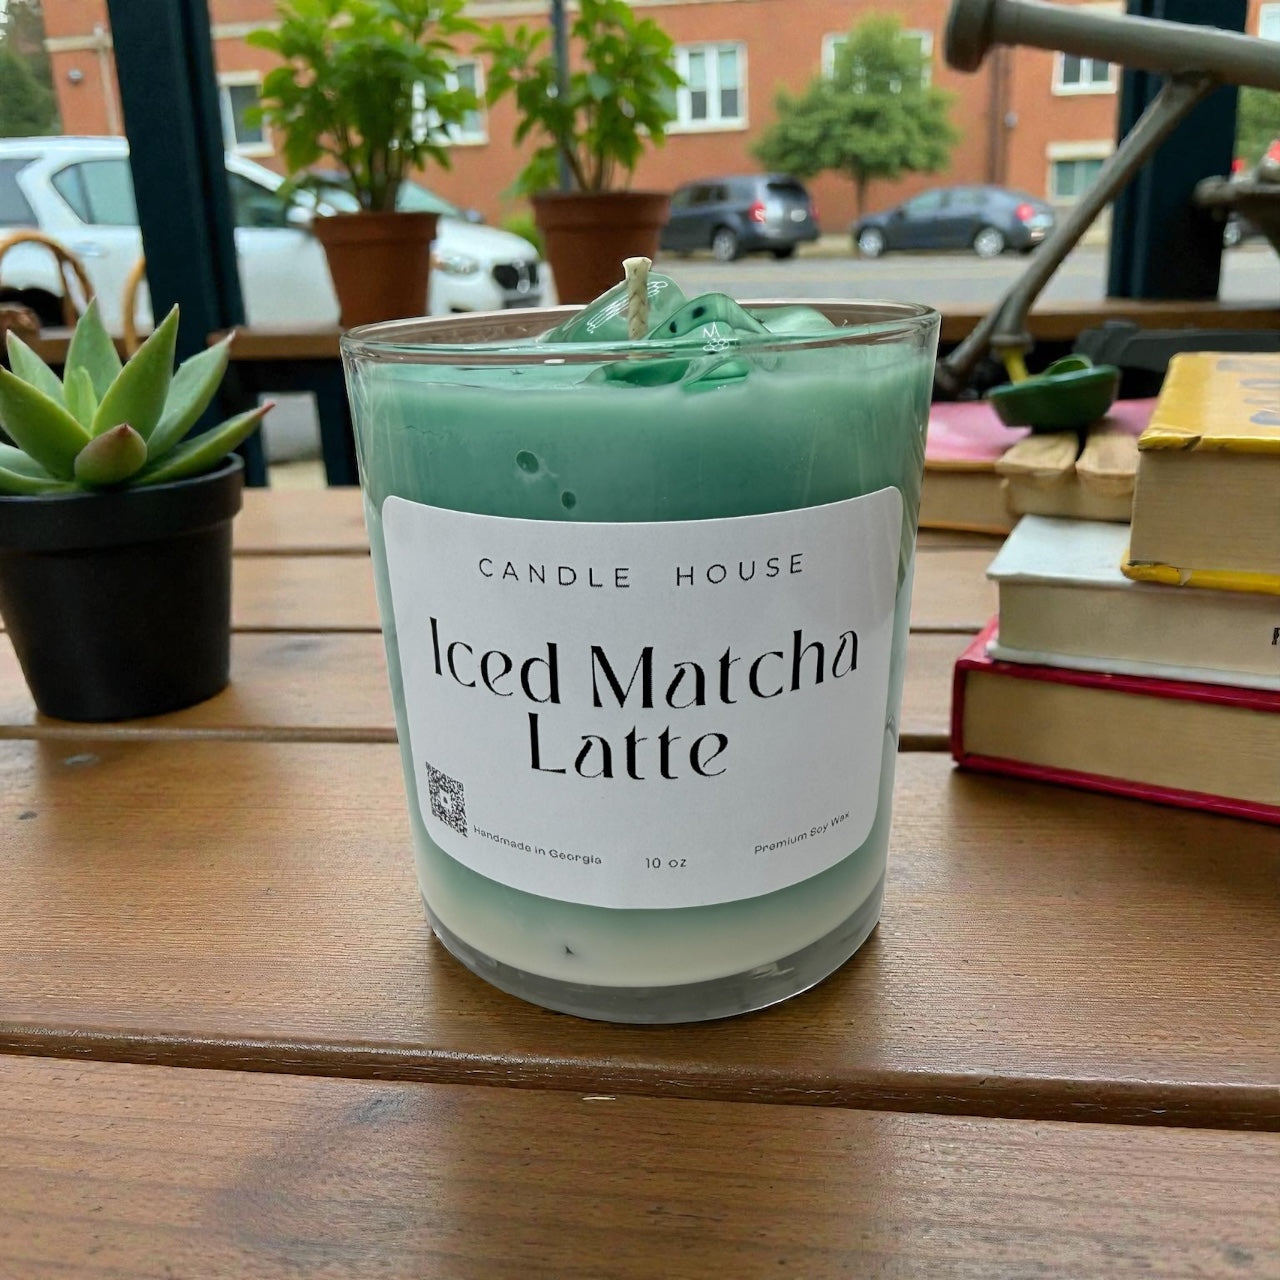 CANDLE HOUSE
Iced Matcha
Latte
Handmade in Georgia
10 oz
Premium Soy Wax